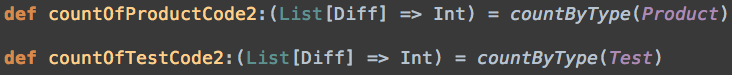 def countOfProductCode2:(List[Diff] => Int) = countByType(Product)
def countOfTestCode2:(List[Diff] => Int) = countByType(Test)